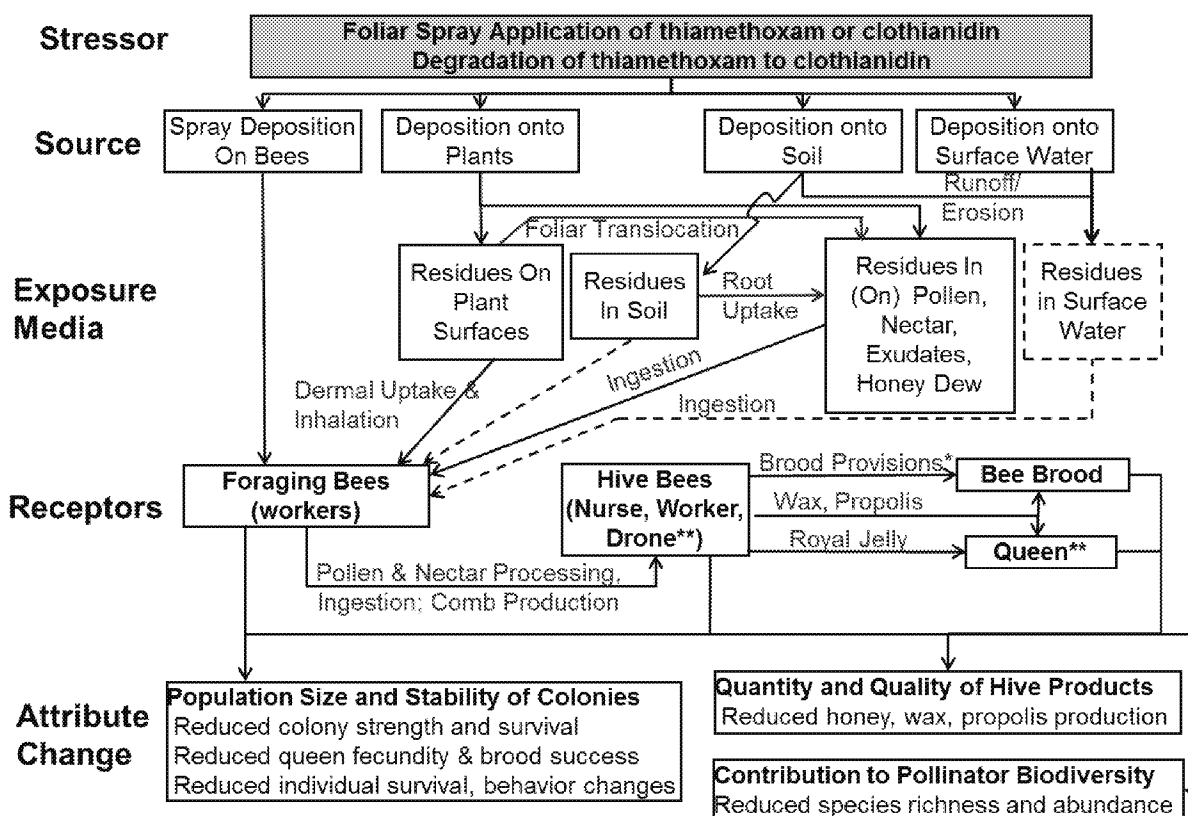 Stressor
Foliar Spray Application of thiamethoxam or clothianidin
Degradation of thiamethoxam to clothianidin
Source
Spray Deposition
On Bees
Deposition onto
Plants
Deposition onto
Soil
Deposition onto
Surface Water
Runoff/
Erosion
Foliar Translocation
Exposure
Media
Residues On
Plant
Surfaces
Residues
In Soil
Root
Uptake
Residues In
(On) Pollen,
Nectar,
Exudates,
Honey Dew
Residues
in Surface
Water
Dermal Uptake &
Inhalation
Ingestion
Ingestion
Receptors
Foraging Bees
(workers)
Hive Bees
(Nurse, Worker,
Drone**)
Brood Provisions*
Bee Brood
Wax, Propolis
Royal Jelly
Queen**
Pollen & Nectar Processing,
Ingestion; Comb Production
Attribute
Change
Population Size and Stability of Colonies
Reduced colony strength and survival
Reduced queen fecundity & brood success
Reduced individual survival, behavior changes
Quantity and Quality of Hive Products
Reduced honey, wax, propolis production
Contribution to Pollinator Biodiversity
Reduced species richness and abundance